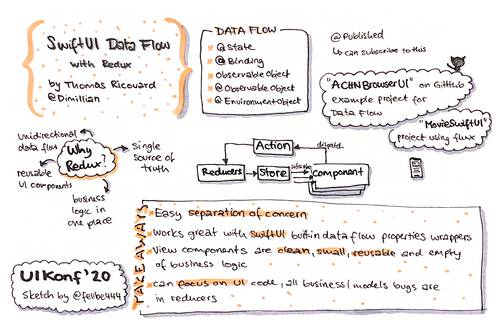 SwiftUI Data Flow
with Redux
by Thomas Ricouard
@Dimillian
DATA FLOW
@State
@Binding
ObservableObject
@ObservableObject
@EnvironmentObject
@Published
↳ can subscribe to this
"ACHNBrowserUI" on GitHub
example project for
Data Flow
"MovieSwiftUI"
project using flux
Why
Redux?
Unidirectional
data flow
reusable
UI components
business
logic in
one place
Single
source of
truth
Action
dispatch
Reducers
Store
subscribe
component
TAKEAWAYS
Easy separation of concern
works great with SwiftUI built-in data flow properties wrappers
View components are clean, small, reusable and empty
of business logic
can focus on UI code, all business/models bugs are
in reducers
UIKonf'20
Sketch by